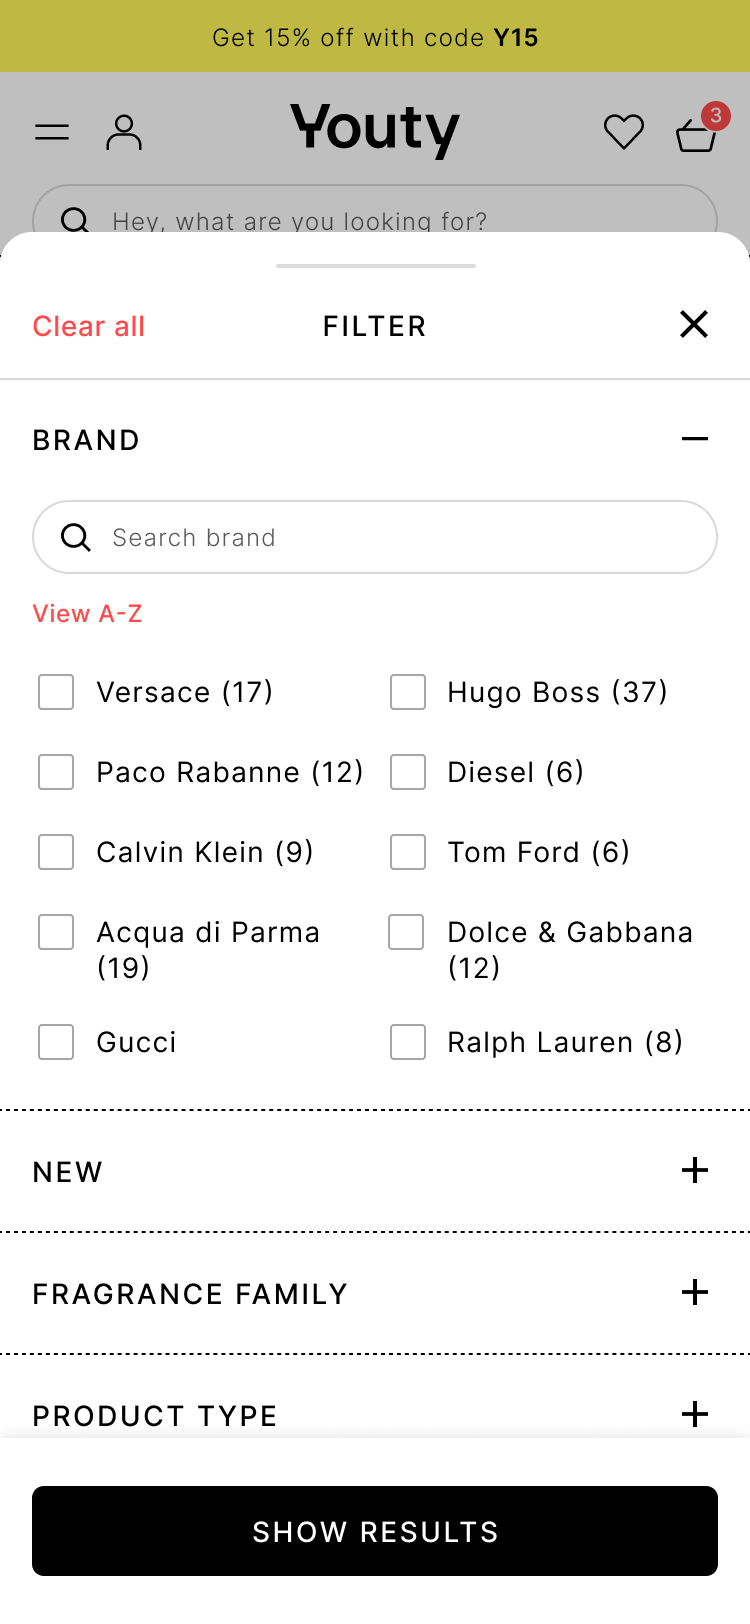 Get 15% off with code Y15
Youty
3
Hey, what are you looking for?
Clear all
FILTER
BRAND
Search brand
View A-Z
Versace (17)
Hugo Boss (37)
Paco Rabanne (12)
Diesel (6)
Calvin Klein (9)
Tom Ford (6)
Acqua di Parma
(19)
Dolce & Gabbana
(12)
Gucci
Ralph Lauren (8)
NEW
FRAGRANCE FAMILY
PRODUCT TYPE
SHOW RESULTS